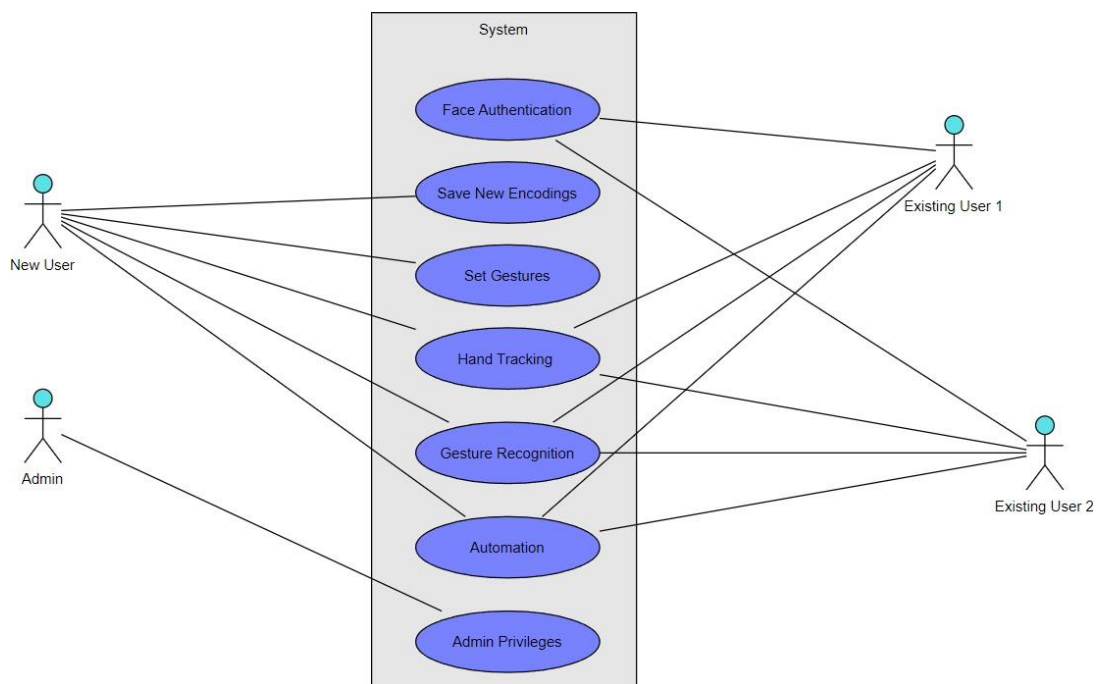 System
Face Authentication
Save New Encodings
New User
Existing User 1
Set Gestures
Hand Tracking
Admin
Gesture Recognition
Existing User 2
Automation
Admin Privileges